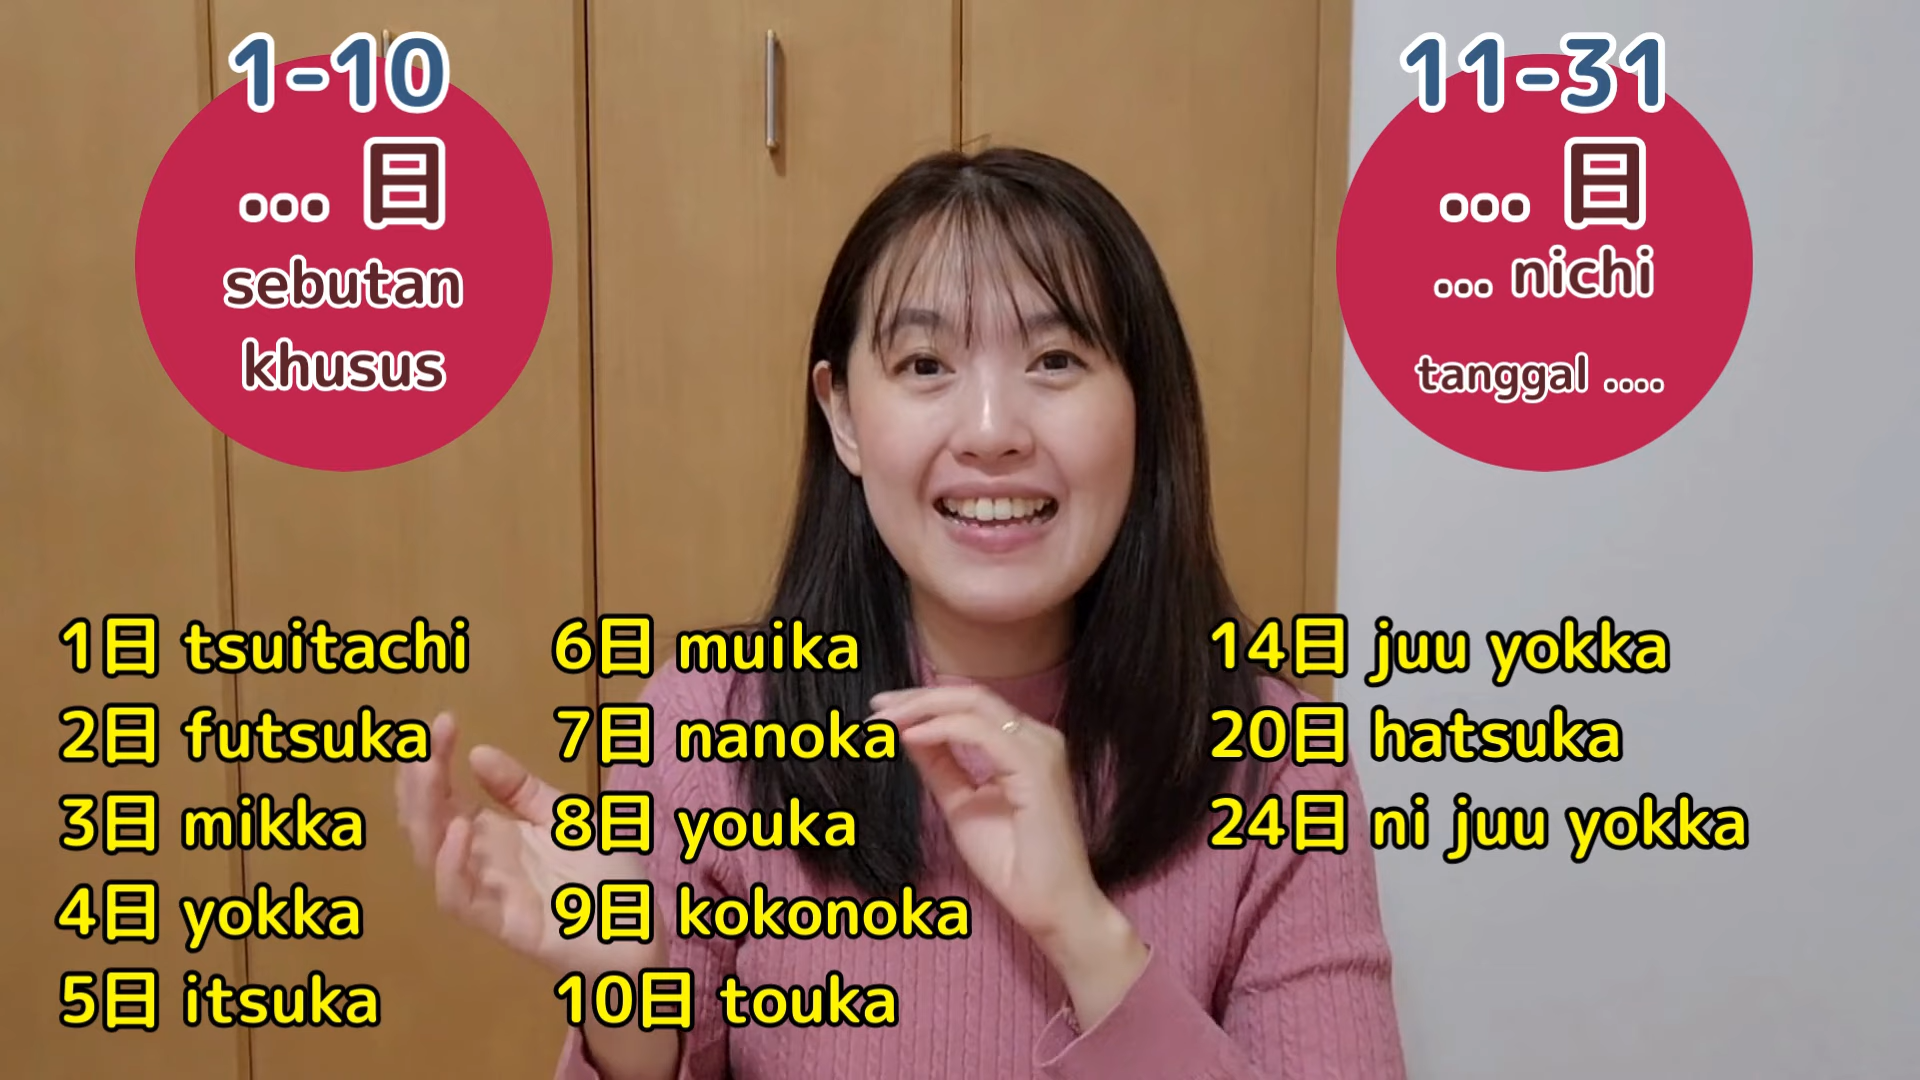 1-10
... 日
sebutan
khusus
11-31
... 日
... nichi
tanggal ....
1日 tsuitachi
2日 futsuka
3日 mikka
4日 yokka
5日 itsuka
6日 muika
7日 nanoka
8日 youka
9日 kokonoka
10日 touka
14日 juu yokka
20日 hatsuka
24日 ni juu yokka